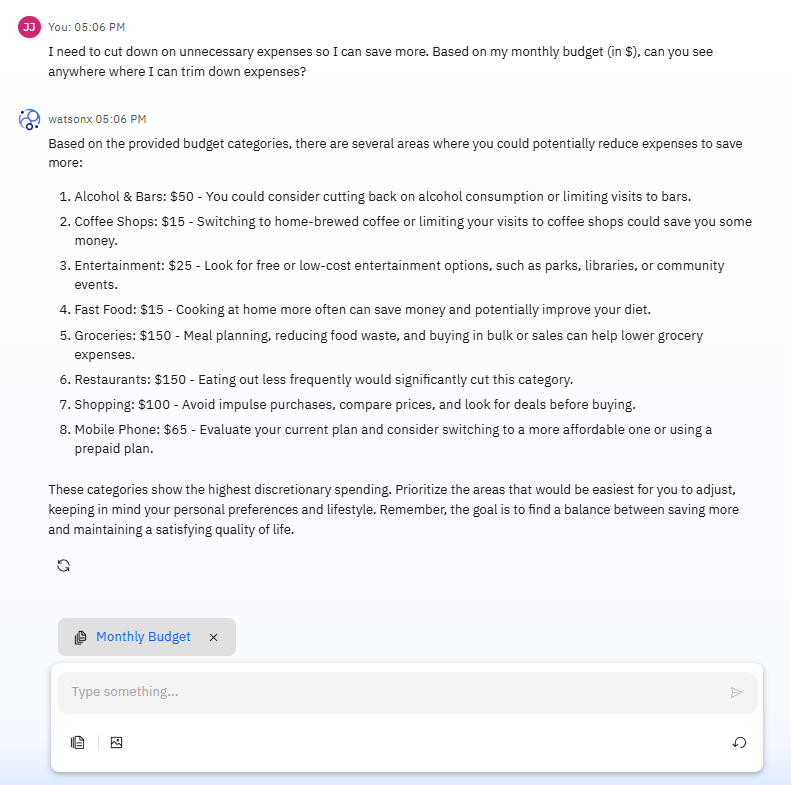 JJ You: 05:06 PM
I need to cut down on unnecessary expenses so I can save more. Based on my monthly budget (in $), can you see
anywhere where I can trim down expenses?
watsonx 05:06 PM
Based on the provided budget categories, there are several areas where you could potentially reduce expenses to save
more:
1. Alcohol & Bars: $50 - You could consider cutting back on alcohol consumption or limiting visits to bars.
2. Coffee Shops: $15 - Switching to home-brewed coffee or limiting your visits to coffee shops could save you some
money.
3. Entertainment: $25 - Look for free or low-cost entertainment options, such as parks, libraries, or community
events.
4. Fast Food: $15 - Cooking at home more often can save money and potentially improve your diet.
5. Groceries: $150 - Meal planning, reducing food waste, and buying in bulk or sales can help lower grocery
expenses.
6. Restaurants: $150 - Eating out less frequently would significantly cut this category.
7. Shopping: $100 - Avoid impulse purchases, compare prices, and look for deals before buying.
8. Mobile Phone: $65 - Evaluate your current plan and consider switching to a more affordable one or using a
prepaid plan.
These categories show the highest discretionary spending. Prioritize the areas that would be easiest for you to adjust,
keeping in mind your personal preferences and lifestyle. Remember, the goal is to find a balance between saving more
and maintaining a satisfying quality of life.
Monthly Budget
Type something...